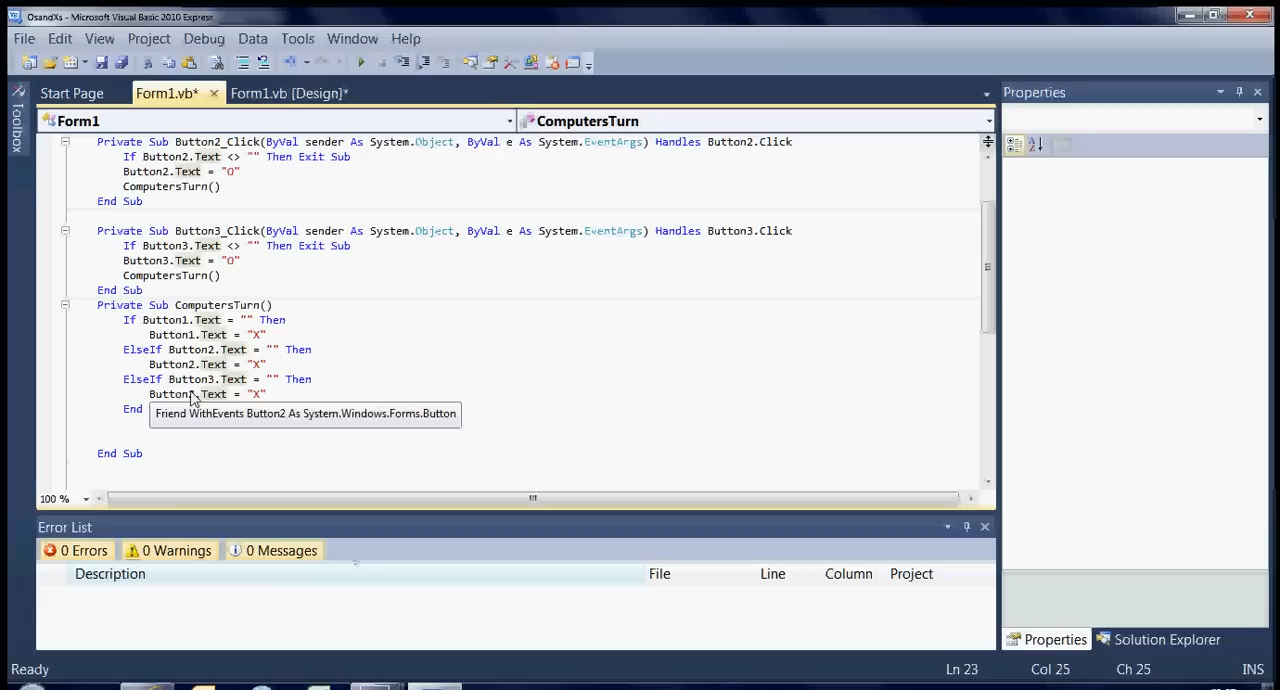 OsandXs - Microsoft Visual Basic 2010 Express
File Edit View Project Debug Data Tools Window Help
Start Page Form1.vb* Form1.vb [Design]*
Form1 ComputersTurn
Private Sub Button2_Click(ByVal sender As System.Object, ByVal e As System.EventArgs) Handles Button2.Click
If Button2.Text <> "" Then Exit Sub
Button2.Text = "O"
ComputersTurn()
End Sub
Private Sub Button3_Click(ByVal sender As System.Object, ByVal e As System.EventArgs) Handles Button3.Click
If Button3.Text <> "" Then Exit Sub
Button3.Text = "O"
ComputersTurn()
End Sub
Private Sub ComputersTurn()
If Button1.Text = "" Then
Button1.Text = "X"
ElseIf Button2.Text = "" Then
Button2.Text = "X"
ElseIf Button3.Text = "" Then
.Text = "X"
End
Friend WithEvents Button2 As System.Windows.Forms.Button
End Sub
100 %
Error List
0 Errors 0 Warnings 0 Messages
Description File Line Column Project
Toolbox
Properties
Properties Solution Explorer
Ready Ln 23 Col 25 Ch 25 INS